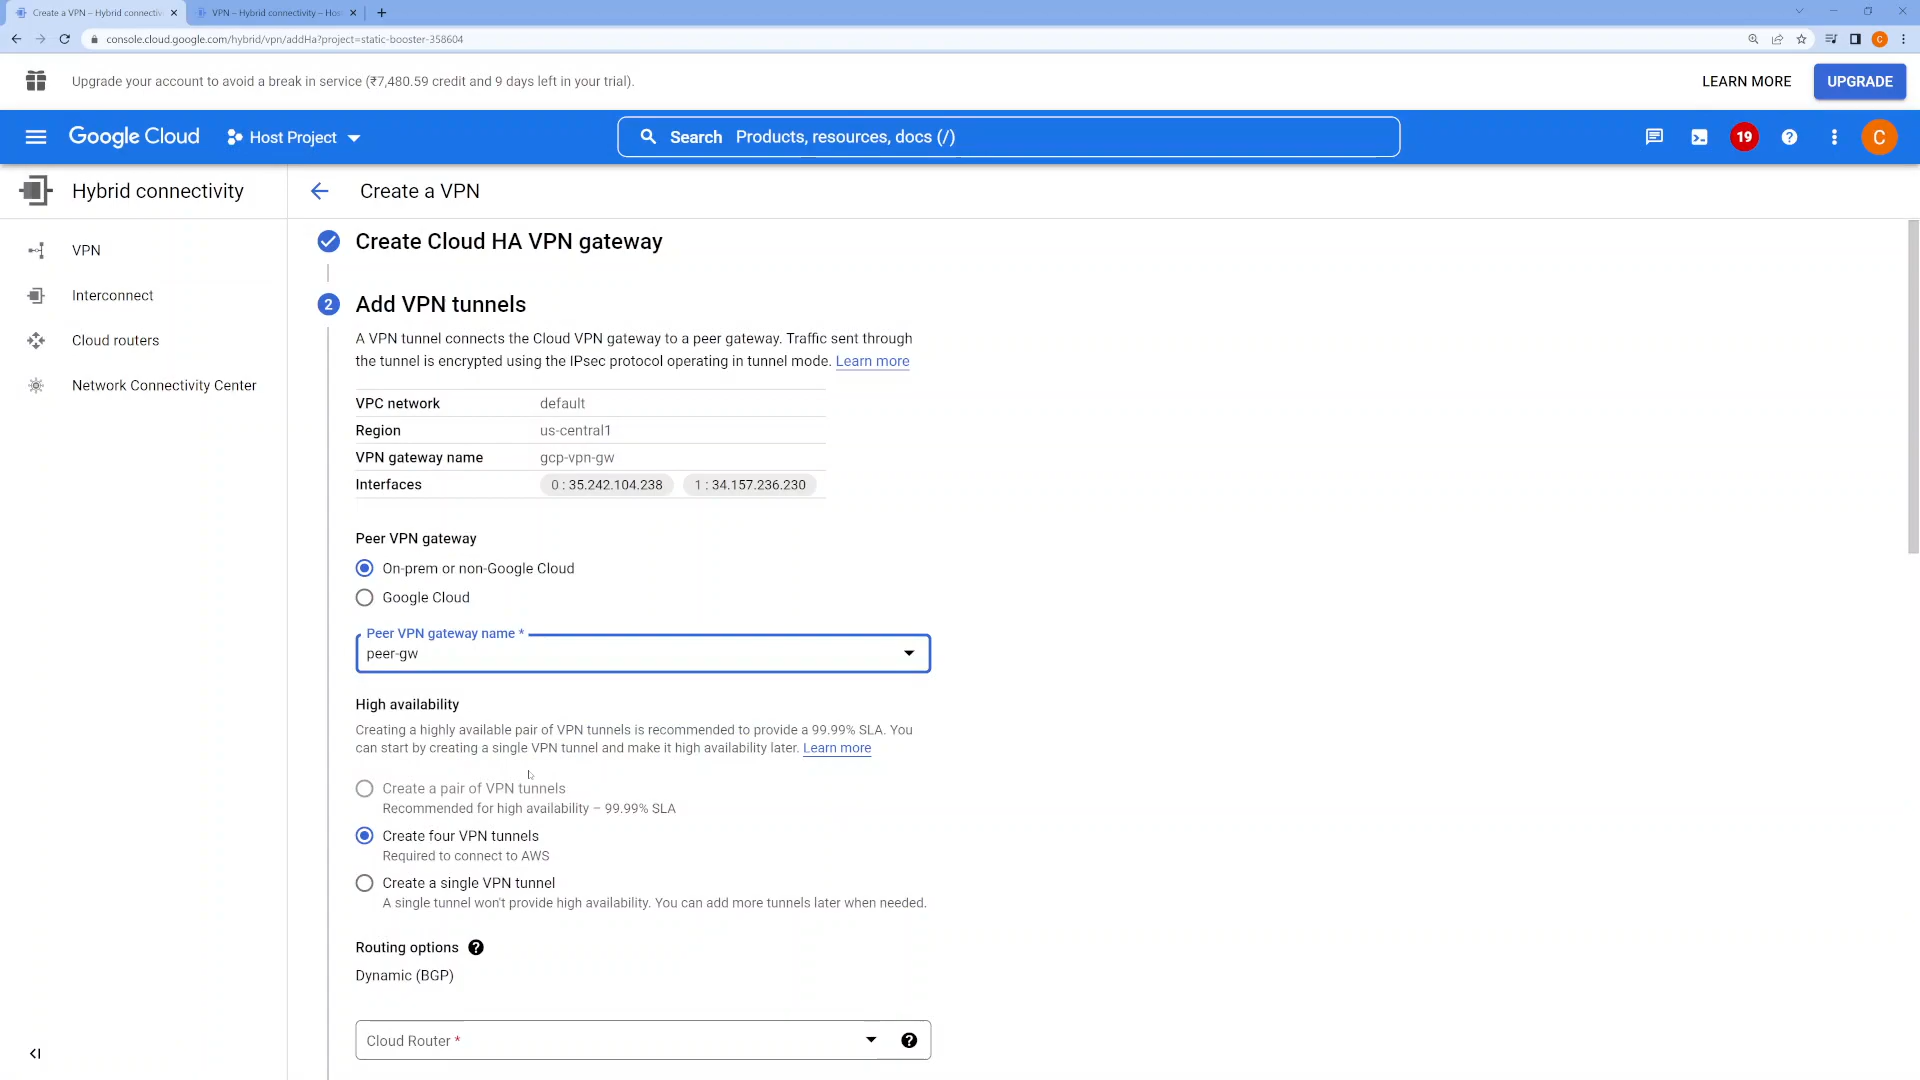 Create a VPN – Hybrid connectiv
VPN – Hybrid connectivity – Hos
console.cloud.google.com/hybrid/vpn/addHa?project=static-booster-358604
C
Upgrade your account to avoid a break in service (₹7,480.59 credit and 9 days left in your trial).
LEARN MORE
UPGRADE
Google Cloud
Host Project
Search Products, resources, docs (/)
19
C
Hybrid connectivity
Create a VPN
VPN
Interconnect
Cloud routers
Network Connectivity Center
Create Cloud HA VPN gateway
2 Add VPN tunnels
A VPN tunnel connects the Cloud VPN gateway to a peer gateway. Traffic sent through
the tunnel is encrypted using the IPsec protocol operating in tunnel mode. Learn more
VPC network default
Region us-central1
VPN gateway name gcp-vpn-gw
Interfaces 0 : 35.242.104.238 1 : 34.157.236.230
Peer VPN gateway
On-prem or non-Google Cloud
Google Cloud
Peer VPN gateway name *
peer-gw
High availability
Creating a highly available pair of VPN tunnels is recommended to provide a 99.99% SLA. You
can start by creating a single VPN tunnel and make it high availability later. Learn more
Create a pair of VPN tunnels
Recommended for high availability – 99.99% SLA
Create four VPN tunnels
Required to connect to AWS
Create a single VPN tunnel
A single tunnel won't provide high availability. You can add more tunnels later when needed.
Routing options
Dynamic (BGP)
Cloud Router *